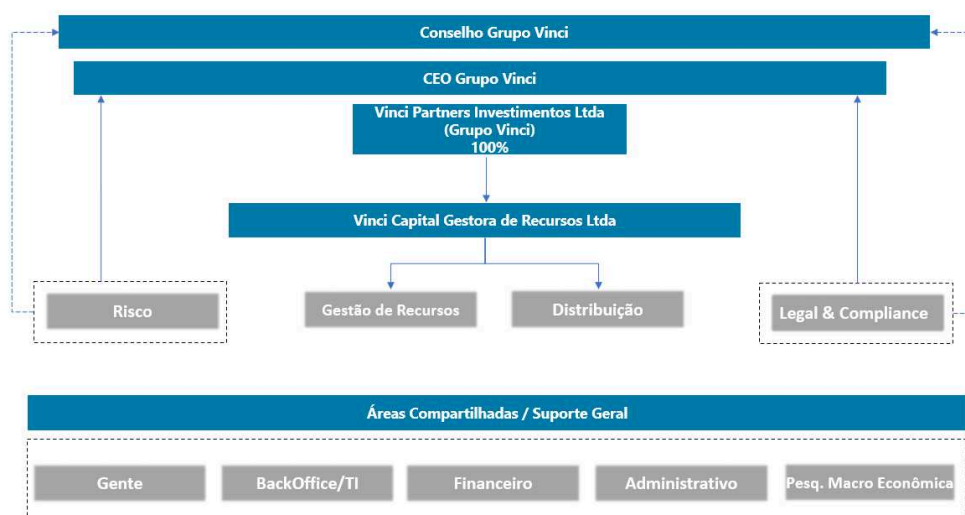 Conselho Grupo Vinci
CEO Grupo Vinci
Vinci Partners Investimentos Ltda
(Grupo Vinci)
100%
Vinci Capital Gestora de Recursos Ltda
Risco
Gestão de Recursos
Distribuição
Legal & Compliance
Áreas Compartilhadas / Suporte Geral
Gente
BackOffice/TI
Financeiro
Administrativo
Pesq. Macro Econômica